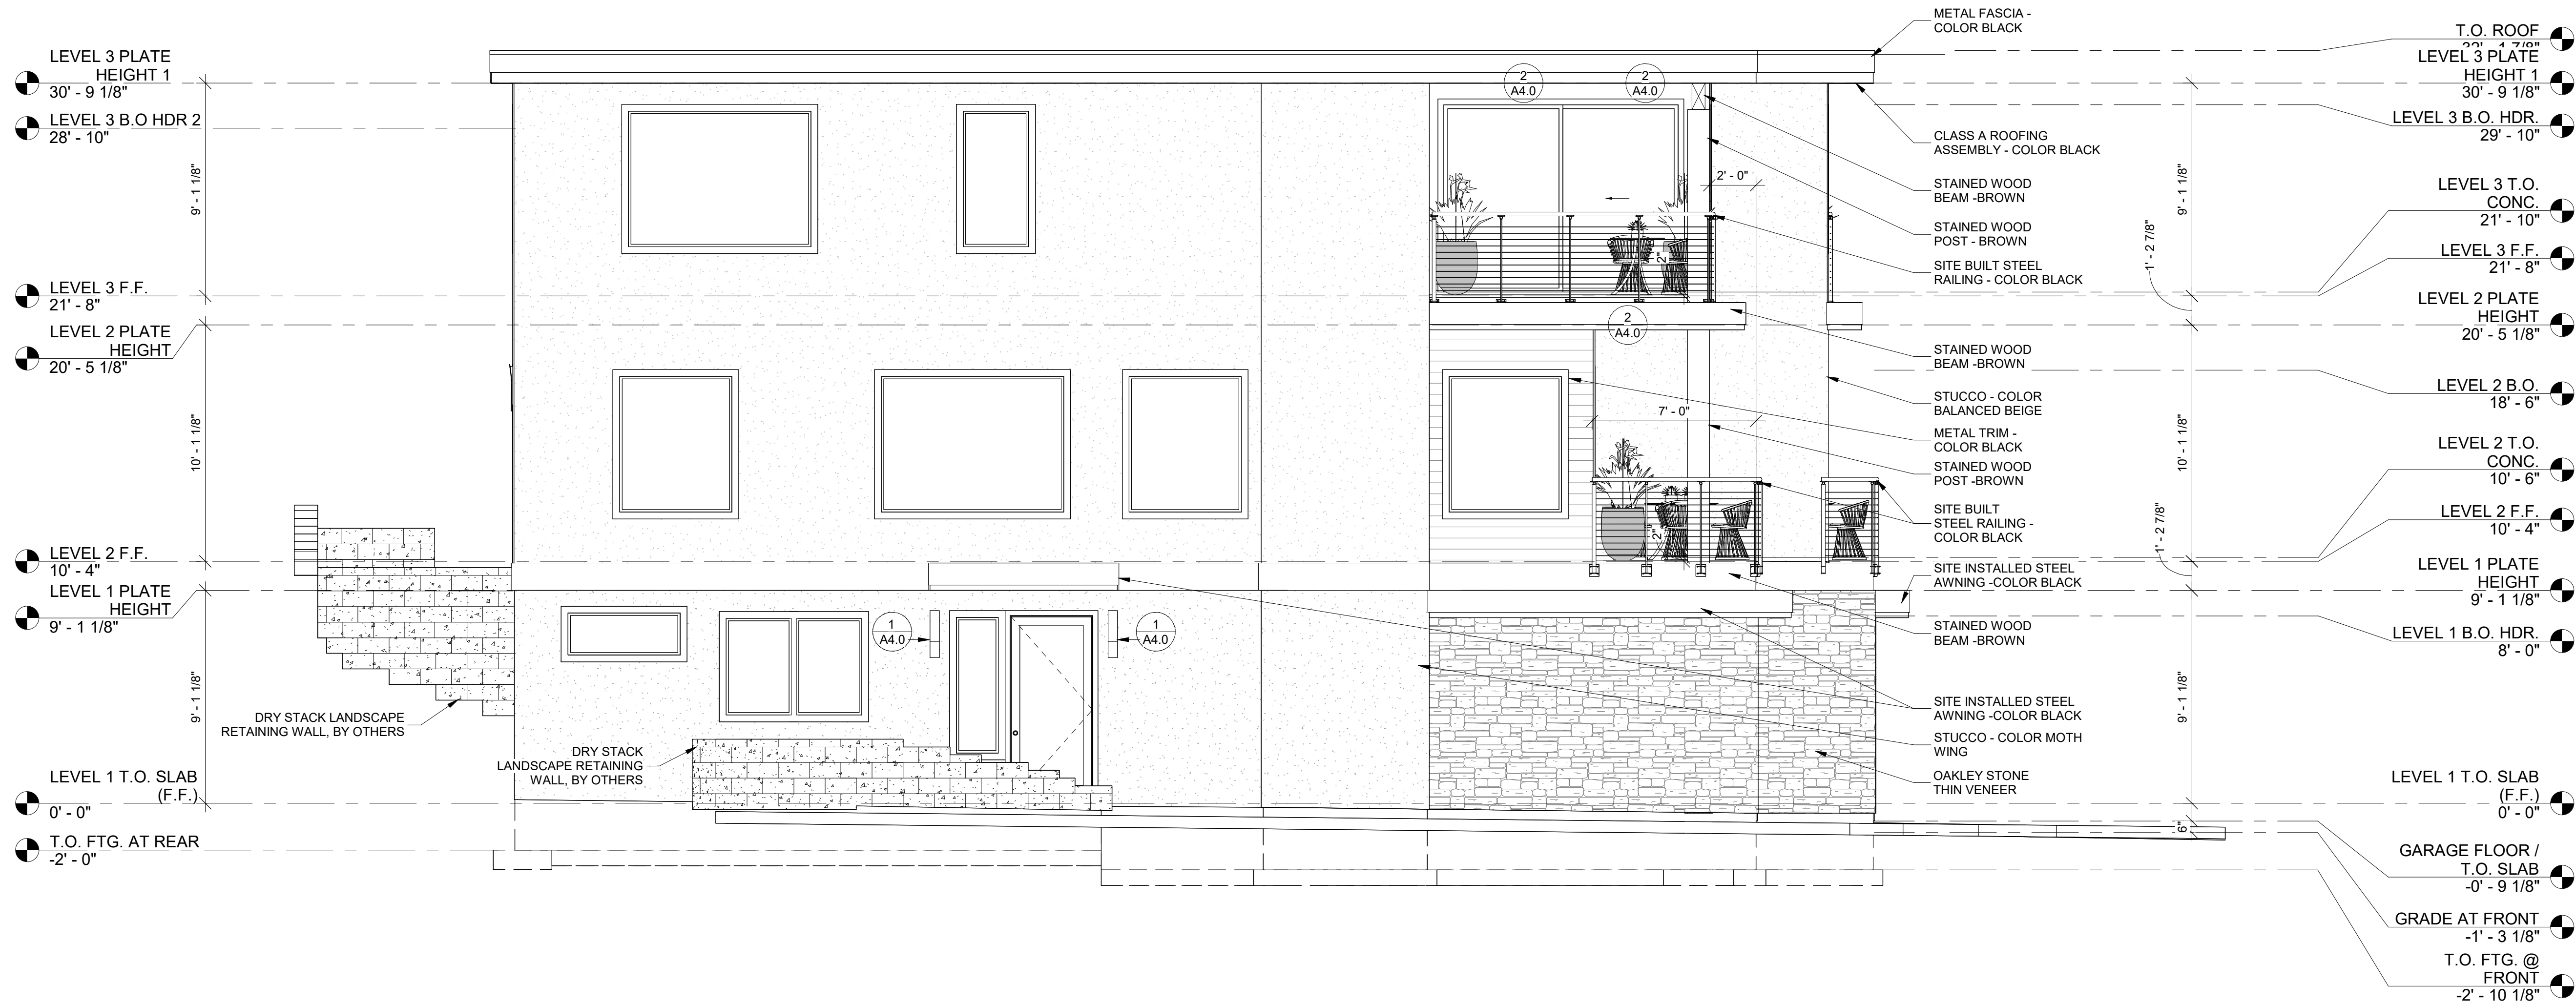 LEVEL 3 PLATE
HEIGHT 1
30' - 9 1/8"
LEVEL 3 B.O HDR 2
28' - 10"
9' - 1 1/8"
LEVEL 3 F.F.
21' - 8"
LEVEL 2 PLATE
HEIGHT
20' - 5 1/8"
10' - 1 1/8"
LEVEL 2 F.F.
10' - 4"
LEVEL 1 PLATE
HEIGHT
9' - 1 1/8"
9' - 1 1/8"
LEVEL 1 T.O. SLAB
(F.F.)
0' - 0"
T.O. FTG. AT REAR
-2' - 0"
DRY STACK LANDSCAPE
RETAINING WALL, BY OTHERS
DRY STACK
LANDSCAPE RETAINING
WALL, BY OTHERS
1
A4.0
1
A4.0
2
A4.0
2
A4.0
2' - 0"
2"
2
A4.0
7' - 0"
2"
METAL FASCIA -
COLOR BLACK
CLASS A ROOFING
ASSEMBLY - COLOR BLACK
STAINED WOOD
BEAM -BROWN
STAINED WOOD
POST - BROWN
SITE BUILT STEEL
RAILING - COLOR BLACK
STAINED WOOD
BEAM -BROWN
STUCCO - COLOR
BALANCED BEIGE
METAL TRIM -
COLOR BLACK
STAINED WOOD
POST -BROWN
SITE BUILT
STEEL RAILING -
COLOR BLACK
SITE INSTALLED STEEL
AWNING -COLOR BLACK
STAINED WOOD
BEAM -BROWN
SITE INSTALLED STEEL
AWNING -COLOR BLACK
STUCCO - COLOR MOTH
WING
OAKLEY STONE
THIN VENEER
9' - 1 1/8"
1' - 2 7/8"
10' - 1 1/8"
1' - 2 7/8"
9' - 1 1/8"
6"
T.O. ROOF
32' - 1 7/8"
LEVEL 3 PLATE
HEIGHT 1
30' - 9 1/8"
LEVEL 3 B.O. HDR.
29' - 10"
LEVEL 3 T.O.
CONC.
21' - 10"
LEVEL 3 F.F.
21' - 8"
LEVEL 2 PLATE
HEIGHT
20' - 5 1/8"
LEVEL 2 B.O.
18' - 6"
LEVEL 2 T.O.
CONC.
10' - 6"
LEVEL 2 F.F.
10' - 4"
LEVEL 1 PLATE
HEIGHT
9' - 1 1/8"
LEVEL 1 B.O. HDR.
8' - 0"
LEVEL 1 T.O. SLAB
(F.F.)
0' - 0"
GARAGE FLOOR /
T.O. SLAB
-0' - 9 1/8"
GRADE AT FRONT
-1' - 3 1/8"
T.O. FTG. @
FRONT
-2' - 10 1/8"